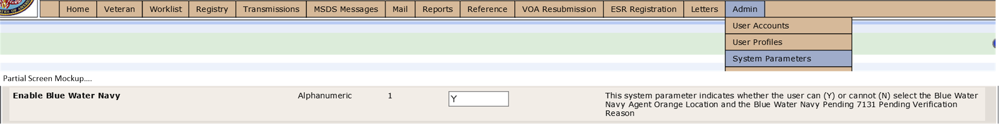 Home Veteran Worklist Registry Transmissions MSDS Messages Mail Reports Reference VOA Resubmission ESR Registration Letters Admin
User Accounts
User Profiles
System Parameters
Partial Screen Mockup....
Enable Blue Water Navy Alphanumeric 1 Y This system parameter indicates whether the user can (Y) or cannot (N) select the Blue Water
Navy Agent Orange Location and the Blue Water Navy Pending 7131 Pending Verification
Reason